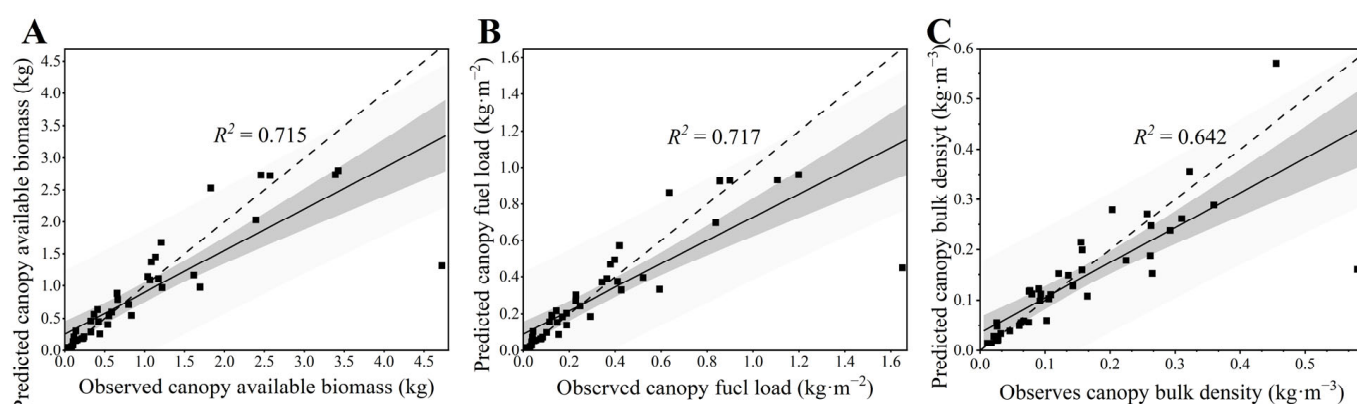 A
Predicted canopy available biomass (kg)
4.5
4.0
3.5
3.0
2.5
2.0
1.5
1.0
0.5
0.0
R² = 0.715
0.0 0.5 1.0 1.5 2.0 2.5 3.0 3.5 4.0 4.5
Observed canopy available biomass (kg)
B
Predicted canopy fuel load (kg·m⁻²)
1.6
1.4
1.2
1.0
0.8
0.6
0.4
0.2
0.0
R² = 0.717
0.0 0.2 0.4 0.6 0.8 1.0 1.2 1.4 1.6
Observed canopy fuel load (kg·m⁻²)
C
Predicted canopy bulk densiyt (kg·m⁻³)
0.6
0.5
0.4
0.3
0.2
0.1
0.0
R² = 0.642
0.0 0.1 0.2 0.3 0.4 0.5
Observes canopy bulk density (kg·m⁻³)